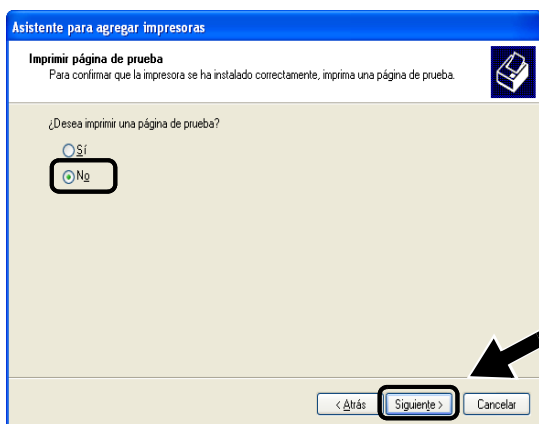 Asistente para agregar impresoras
Imprimir página de prueba
Para confirmar que la impresora se ha instalado correctamente, imprima una página de prueba.
¿Desea imprimir una página de prueba?
Sí
No
< Atrás
Siguiente >
Cancelar